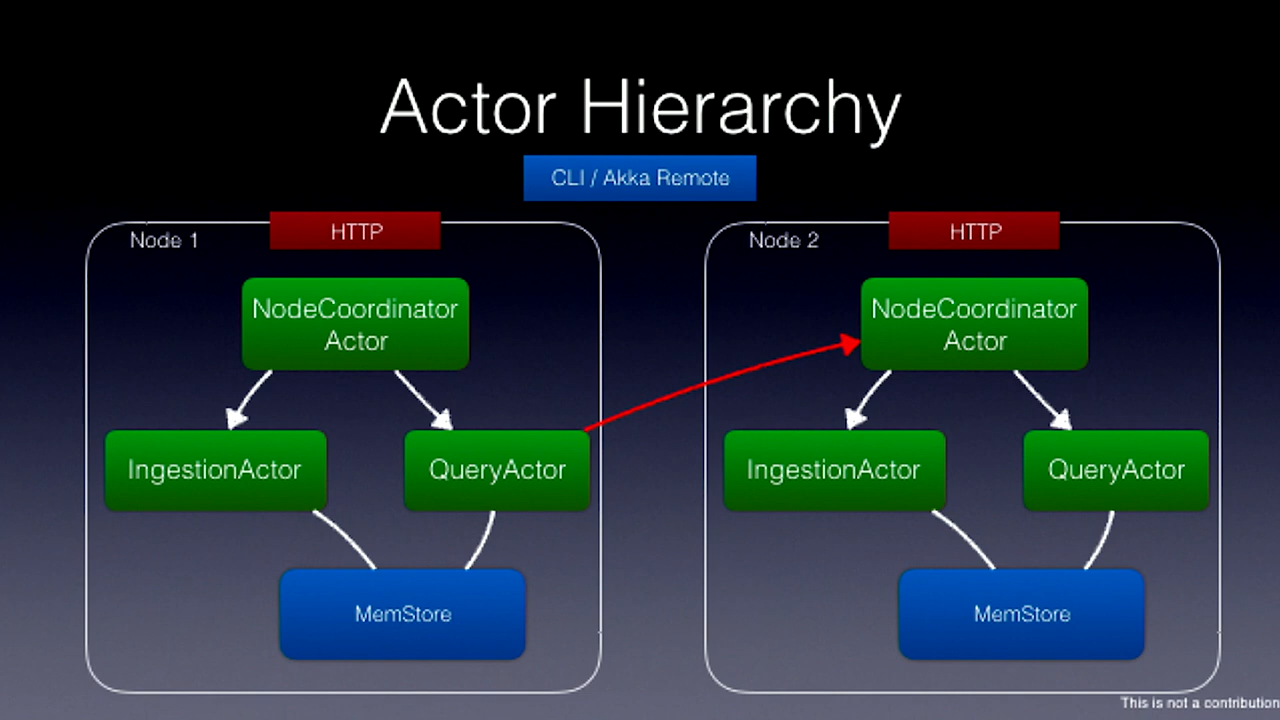 Actor Hierarchy
CLI / Akka Remote
Node 1
HTTP
NodeCoordinator
Actor
IngestionActor
QueryActor
MemStore
Node 2
HTTP
NodeCoordinator
Actor
IngestionActor
QueryActor
MemStore
This is not a contribution